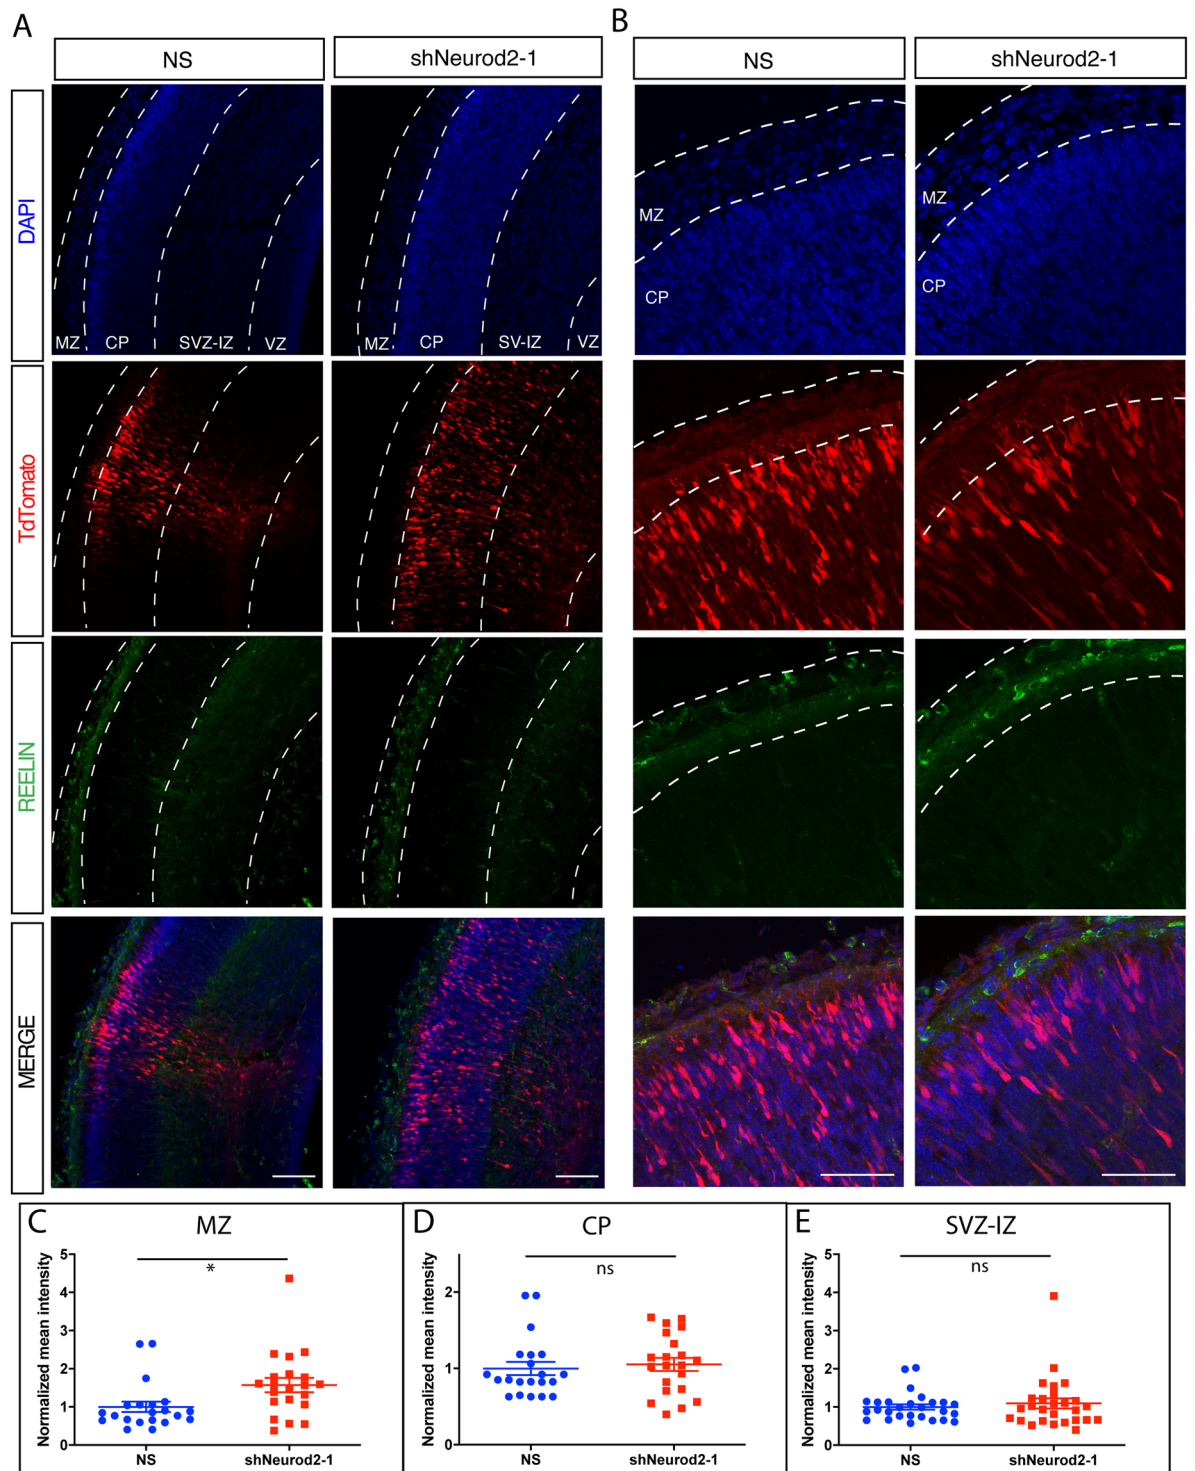 A
B
NS
shNeurod2-1
NS
shNeurod2-1
DAPI
MZ CP SVZ-IZ VZ
MZ CP SV-IZ VZ
MZ
CP
MZ
CP
TdTomato
REELIN
MERGE
C MZ
Normalized mean intensity
5
4
3
2
1
0
*
NS shNeurod2-1
D CP
Normalized mean intensity
2
1
0
ns
NS shNeurod2-1
E SVZ-IZ
Normalized mean intensity
5
4
3
2
1
0
ns
NS shNeurod2-1